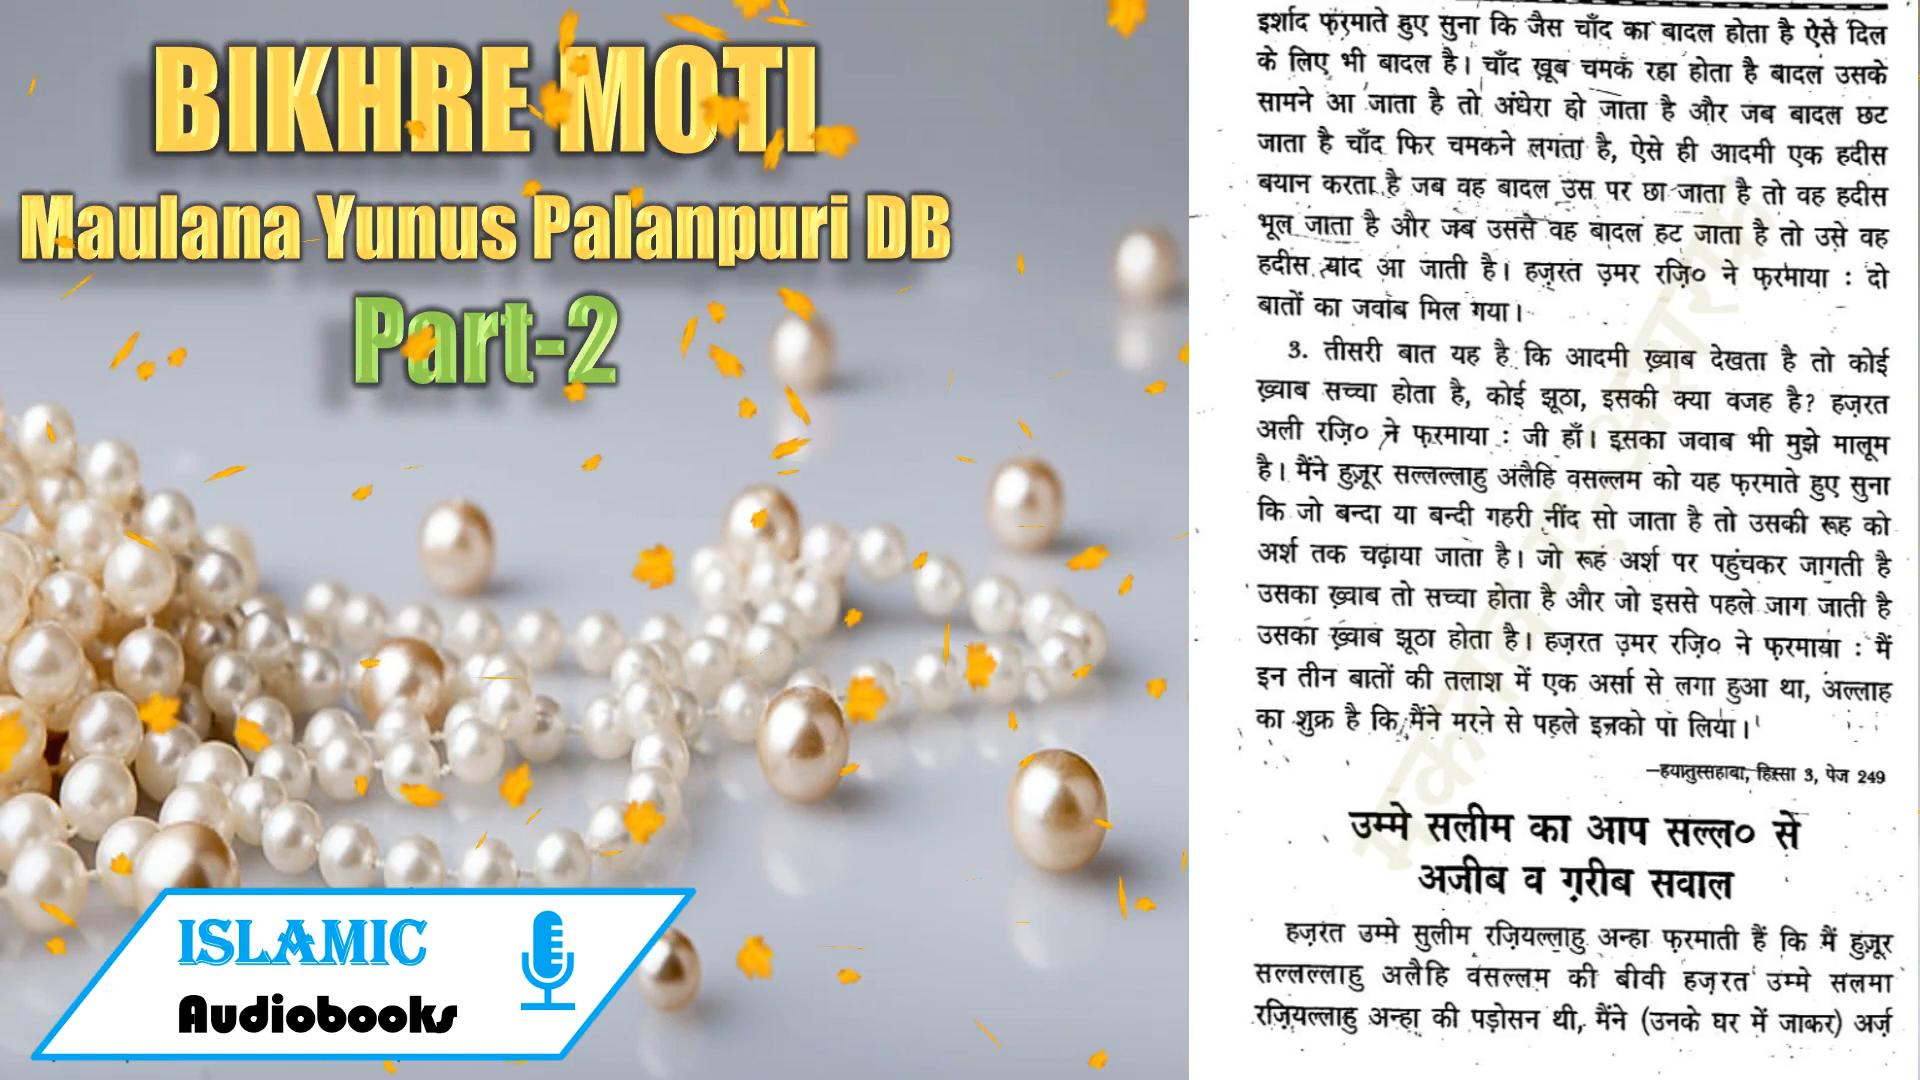 BIKHRE MOTI
Maulana Yunus Palanpuri DB
Part-2
ISLAMIC
Audiobooks
इर्शाद फ़रमाते हुए सुना कि जैस चाँद का बादल होता है ऐसे दिल
के लिए भी बादल है। चाँद ख़ूब चमक रहा होता है बादल उसके
सामने आ जाता है तो अंधेरा हो जाता है और जब बादल छट
जाता है चाँद फिर चमकने लगता है, ऐसे ही आदमी एक हदीस
बयान करता है जब वह बादल उस पर छा जाता है तो वह हदीस
भूल जाता है और जब उससे वह बादल हट जाता है तो उसे वह
हदीस याद आ जाती है। हज़रत उमर रज़ि० ने फ़रमाया : दो
बातों का जवाब मिल गया।
3. तीसरी बात यह है कि आदमी ख़्वाब देखता है तो कोई
ख़्वाब सच्चा होता है, कोई झूठा, इसकी क्या वजह है? हज़रत
अली रज़ि० ने फ़रमाया : जी हाँ। इसका जवाब भी मुझे मालूम
है। मैंने हुज़ूर सल्लल्लाहु अलैहि वसल्लम को यह फ़रमाते हुए सुना
कि जो बन्दा या बन्दी गहरी नींद सो जाता है तो उसकी रूह को
अर्श तक चढ़ाया जाता है। जो रूह अर्श पर पहुंचकर जागती है
उसका ख़्वाब तो सच्चा होता है और जो इससे पहले जाग जाती है
उसका ख़्वाब झूठा होता है। हज़रत उमर रज़ि० ने फ़रमाया : मैं
इन तीन बातों की तलाश में एक अर्सा से लगा हुआ था, अल्लाह
का शुक्र है कि मैंने मरने से पहले इनको पा लिया।
—हयातुस्सहाबा, हिस्सा 3, पेज 249
उम्मे सलीम का आप सल्ल० से
अजीब व ग़रीब सवाल
हज़रत उम्मे सुलीम रज़ियल्लाहु अन्हा फ़रमाती हैं कि मैं हुज़ूर
सल्लल्लाहु अलैहि वसल्लम की बीवी हज़रत उम्मे सलमा
रज़ियल्लाहु अन्हा की पड़ोसन थी, मैंने (उनके घर में जाकर) अर्ज़